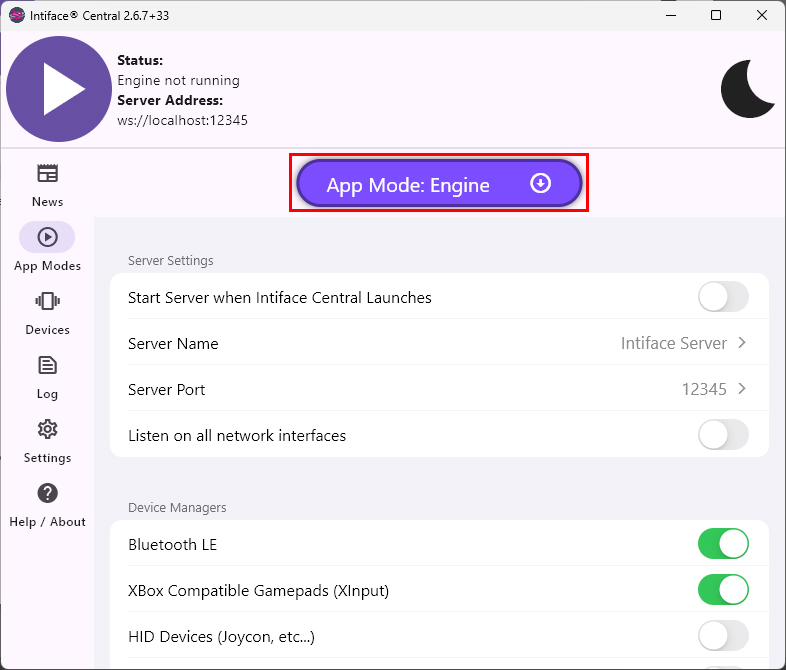 Intiface® Central 2.6.7+33
Status:
Engine not running
Server Address:
ws://localhost:12345
App Mode: Engine
News
App Modes
Devices
Log
Settings
Help / About
Server Settings
Start Server when Intiface Central Launches
Server Name Intiface Server
Server Port 12345
Listen on all network interfaces
Device Managers
Bluetooth LE
XBox Compatible Gamepads (XInput)
HID Devices (Joycon, etc...)